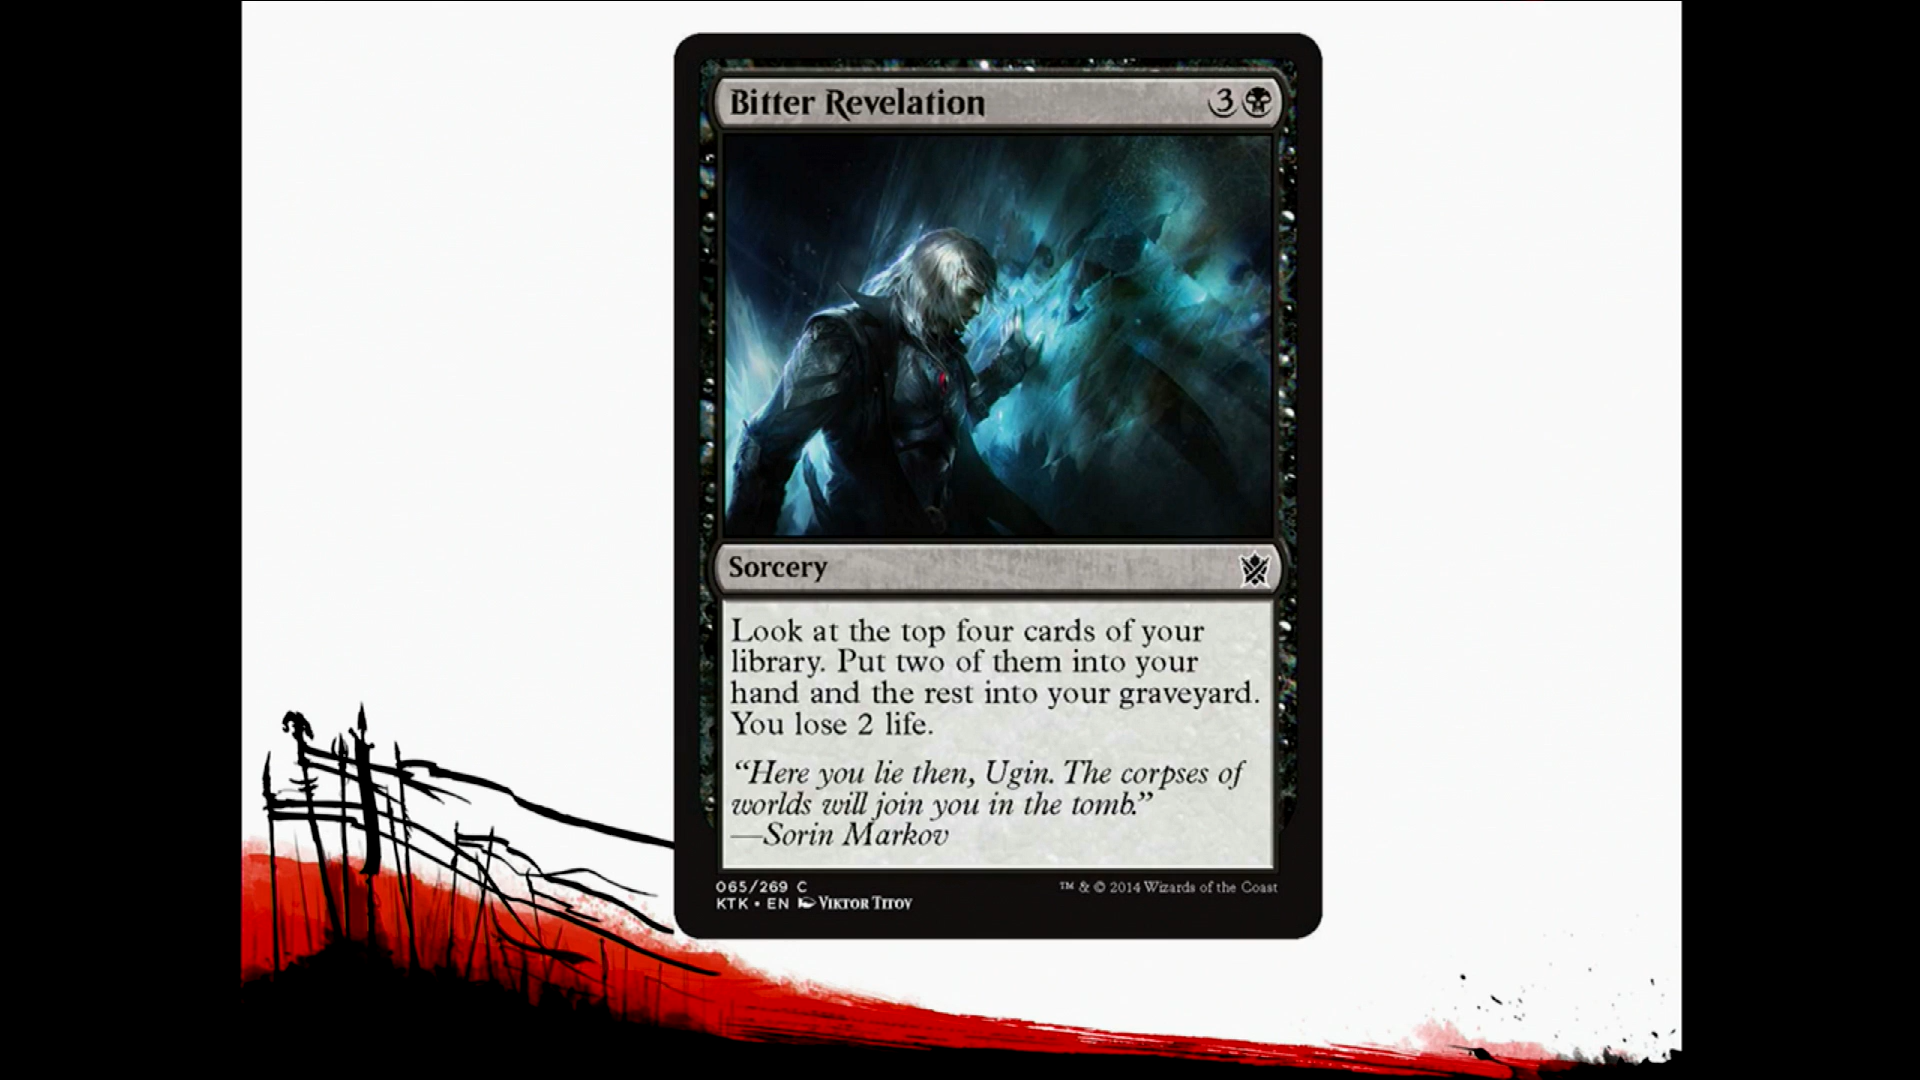 Bitter Revelation 3
Sorcery
Look at the top four cards of your
library. Put two of them into your
hand and the rest into your graveyard.
You lose 2 life.
“Here you lie then, Ugin. The corpses of
worlds will join you in the tomb.”
—Sorin Markov
065/269 C
KTK • EN Viktor Titov
™ & © 2014 Wizards of the Coast